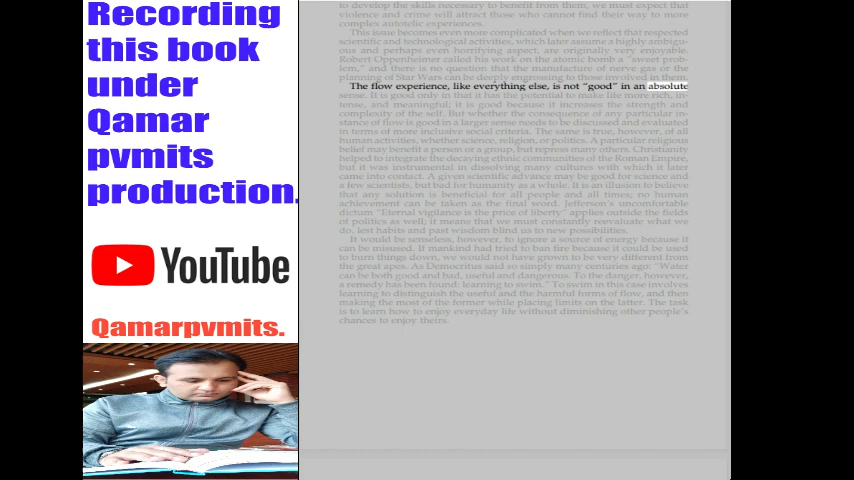 Recording
this book
under
Qamar
pvmits
production.
YouTube
Qamarpvmits.
to develop the skills necessary to benefit from them, we must expect that
violence and crime will attract those who cannot find their way to more
complex autotelic experiences.
This issue becomes even more complicated when we reflect that respected
scientific and technological activities, which later assume a highly ambigu-
ous and perhaps even horrifying aspect, are originally very enjoyable.
Robert Oppenheimer called his work on the atomic bomb a "sweet prob-
lem," and there is no question that the manufacture of nerve gas or the
planning of Star Wars can be deeply engrossing to those involved in them.
The flow experience, like everything else, is not "good" in an absolute
sense. It is good only in that it has the potential to make life more rich, in-
tense, and meaningful; it is good because it increases the strength and
complexity of the self. But whether the consequence of any particular in-
stance of flow is good in a larger sense needs to be discussed and evaluated
in terms of more inclusive social criteria. The same is true, however, of all
human activities, whether science, religion, or politics. A particular religious
belief may benefit a person or a group, but repress many others. Christianity
helped to integrate the decaying ethnic communities of the Roman Empire,
but it was instrumental in dissolving many cultures with which it later
came into contact. A given scientific advance may be good for science and
a few scientists, but bad for humanity as a whole. It is an illusion to believe
that any solution is beneficial for all people and all times; no human
achievement can be taken as the final word. Jefferson's uncomfortable
dictum "Eternal vigilance is the price of liberty" applies outside the fields
of politics as well; it means that we must constantly reevaluate what we
do, lest habits and past wisdom blind us to new possibilities.
It would be senseless, however, to ignore a source of energy because it
can be misused. If mankind had tried to ban fire because it could be used
to burn things down, we would not have grown to be very different from
the great apes. As Democritus said so simply many centuries ago: "Water
can be both good and bad, useful and dangerous. To the danger, however,
a remedy has been found: learning to swim." To swim in this case involves
learning to distinguish the useful and the harmful forms of flow, and then
making the most of the former while placing limits on the latter. The task
is to learn how to enjoy everyday life without diminishing other people's
chances to enjoy theirs.